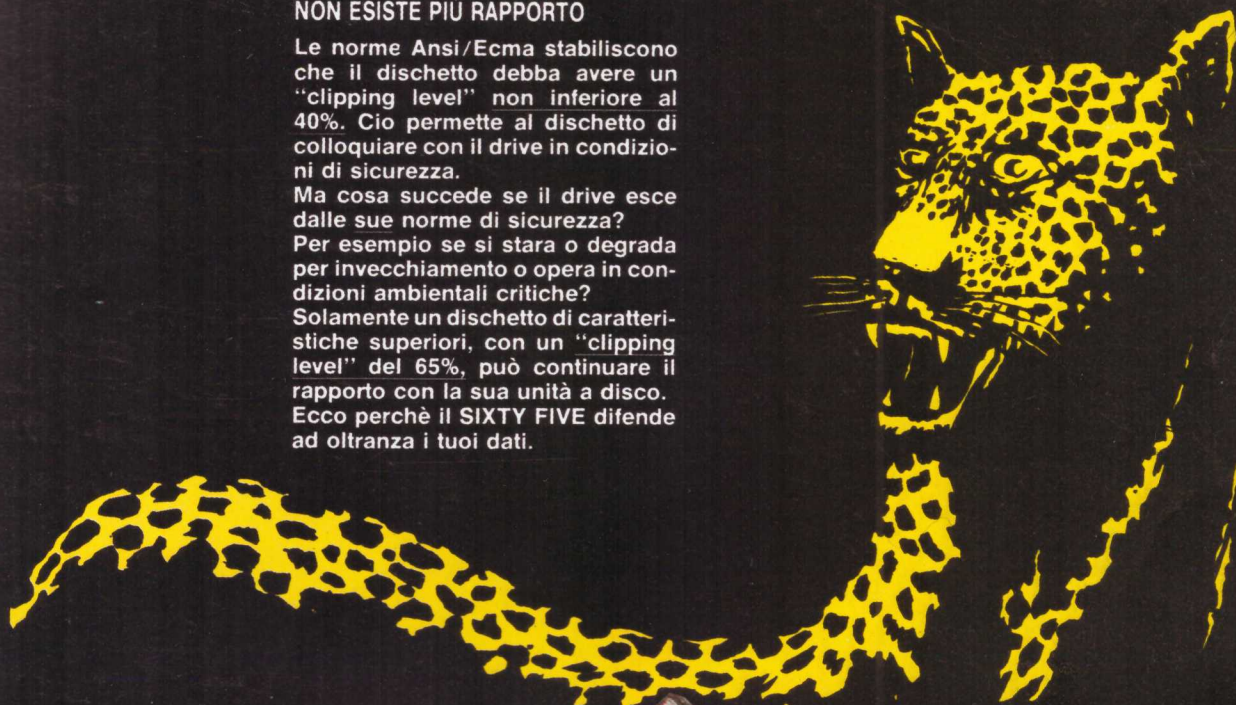 NON ESISTE PIU RAPPORTO
Le norme Ansi/Ecma stabiliscono
che il dischetto debba avere un
“clipping level” non inferiore al
40%. Cio permette al dischetto di
colloquiare con il drive in condizio-
ni di sicurezza.
Ma cosa succede se il drive esce
dalle sue norme di sicurezza?
Per esempio se si stara o degrada
per invecchiamento o opera in con-
dizioni ambientali critiche?
Solamente un dischetto di caratteri-
stiche superiori, con un “clipping
level” del 65%, può continuare il
rapporto con la sua unità a disco.
Ecco perchè il SIXTY FIVE difende
ad oltranza i tuoi dati.